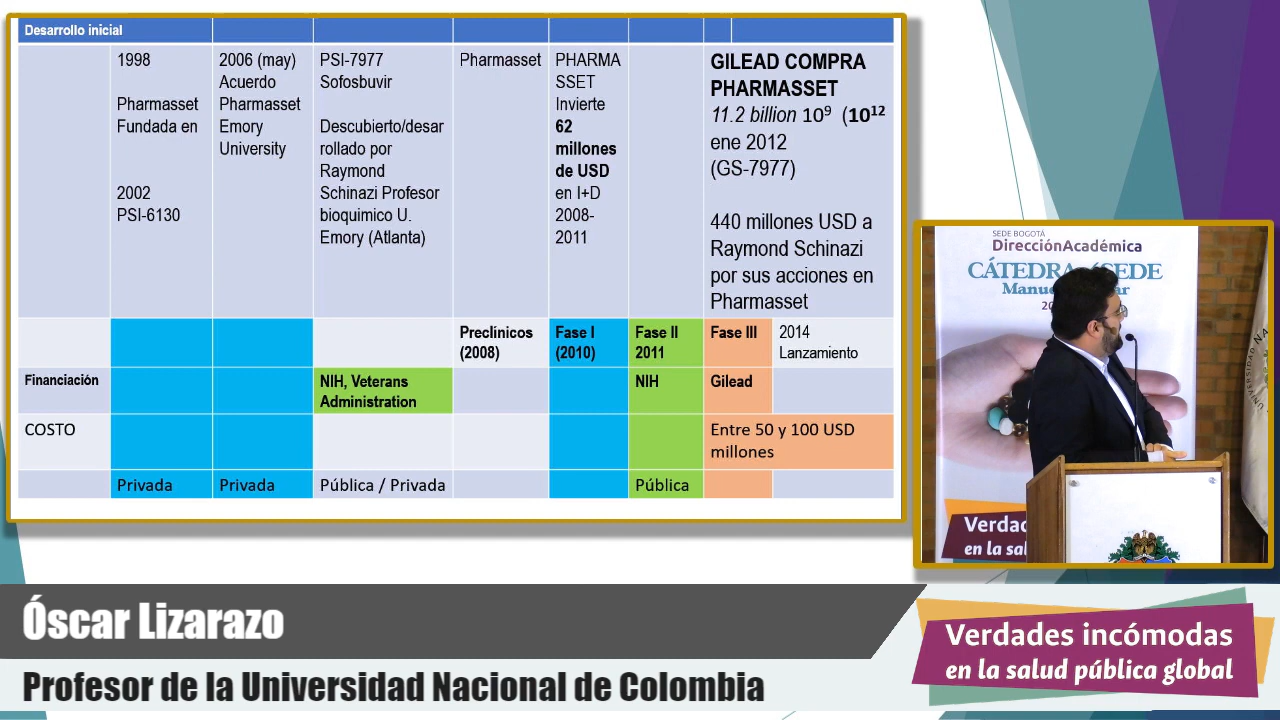 Desarrollo inicial
1998
Pharmasset
Fundada en
2002
PSI-6130
2006 (may)
Acuerdo
Pharmasset
Emory
University
PSI-7977
Sofosbuvir
Descubierto/desar
rollado por
Raymond
Schinazi Profesor
bioquimico U.
Emory (Atlanta)
Pharmasset
PHARMA
SSET
Invierte
62
millones
de USD
en I+D
2008-
2011
GILEAD COMPRA
PHARMASSET
11.2 billion 10⁹ (10¹²
ene 2012
(GS-7977)
440 millones USD a
Raymond Schinazi
por sus acciones en
Pharmasset
Preclínicos
(2008)
Fase I
(2010)
Fase II
2011
Fase III
2014
Lanzamiento
Financiación
NIH, Veterans
Administration
NIH
Gilead
COSTO
Entre 50 y 100 USD
millones
Privada
Privada
Pública / Privada
Pública
SEDE BOGOTÁ
DirecciónAcadémica
CÁTEDRA SEDE
Verdad
en la sal
Óscar Lizarazo
Profesor de la Universidad Nacional de Colombia
Verdades incómodas
en la salud pública global